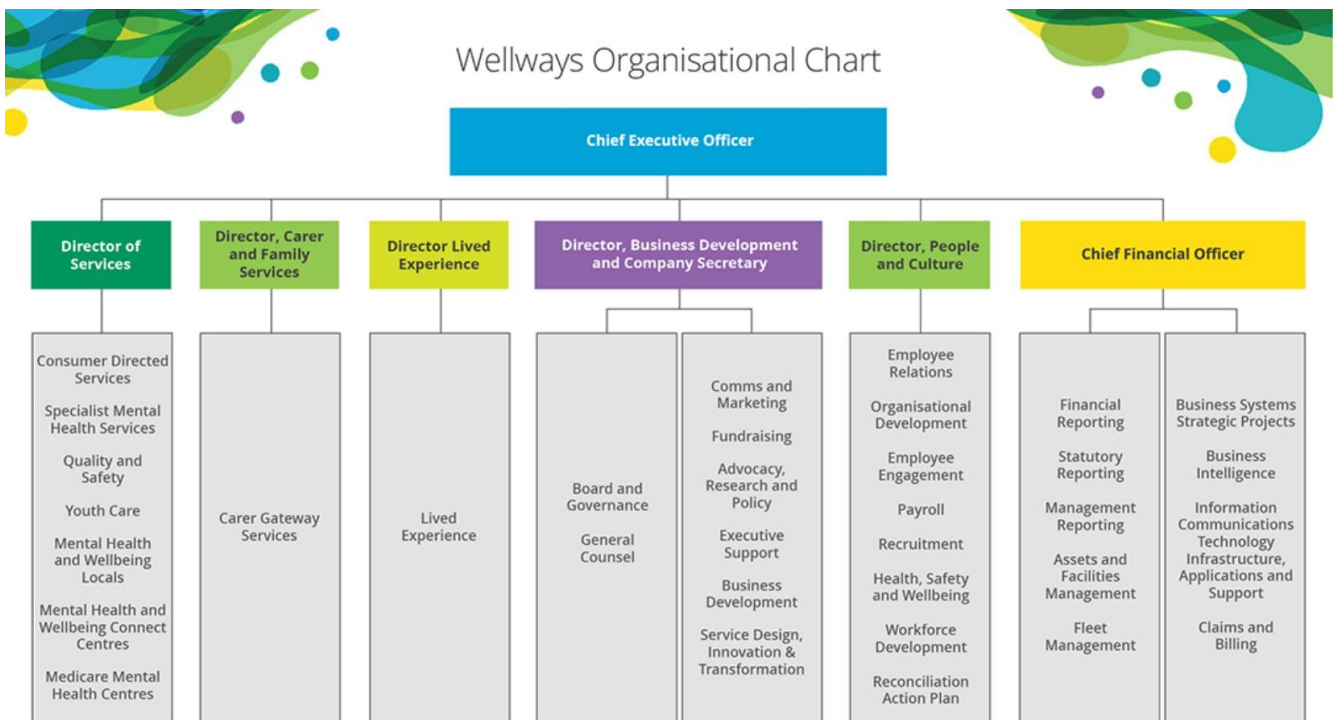 Wellways Organisational Chart
Chief Executive Officer
Director of
Services
Director, Carer
and Family
Services
Director Lived
Experience
Director, Business Development
and Company Secretary
Director, People
and Culture
Chief Financial Officer
Consumer Directed
Services
Specialist Mental
Health Services
Quality and
Safety
Youth Care
Mental Health
and Wellbeing
Locals
Mental Health and
Wellbeing Connect
Centres
Medicare Mental
Health Centres
Carer Gateway
Services
Lived
Experience
Board and
Governance
General
Counsel
Comms and
Marketing
Fundraising
Advocacy,
Research and
Policy
Executive
Support
Business
Development
Service Design,
Innovation &
Transformation
Employee
Relations
Organisational
Development
Employee
Engagement
Payroll
Recruitment
Health, Safety
and Wellbeing
Workforce
Development
Reconciliation
Action Plan
Financial
Reporting
Statutory
Reporting
Management
Reporting
Assets and
Facilities
Management
Fleet
Management
Business Systems
Strategic Projects
Business
Intelligence
Information
Communications
Technology
Infrastructure,
Applications and
Support
Claims and
Billing